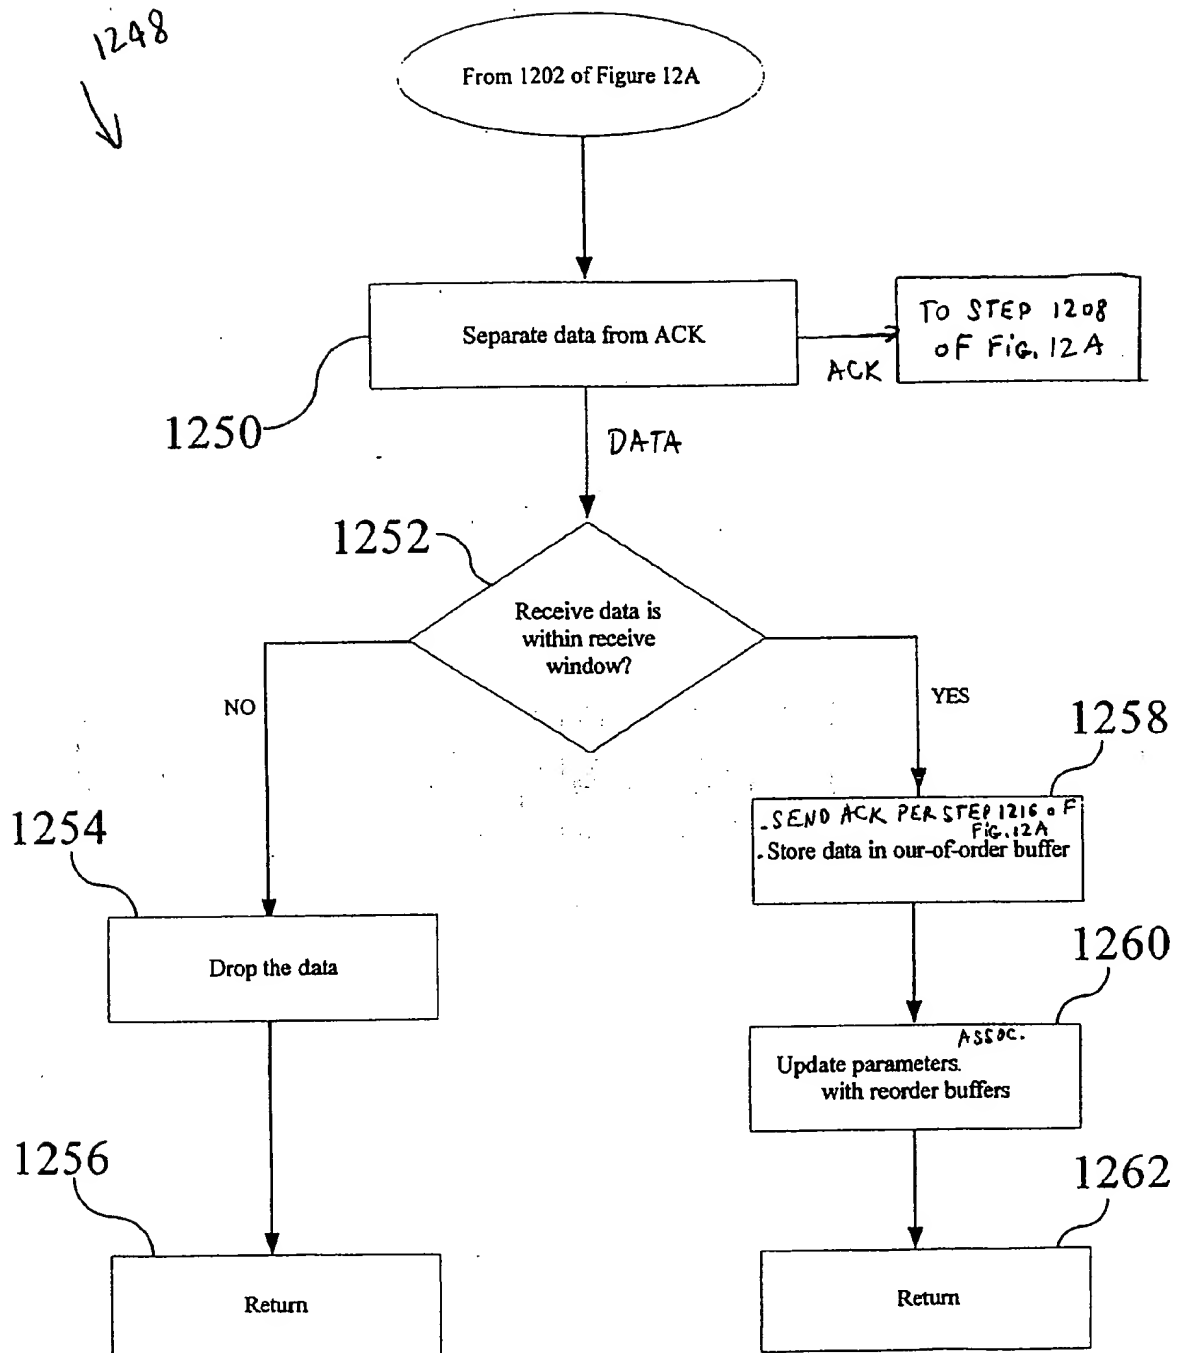 1248
From 1202 of Figure 12A
Separate data from ACK
TO STEP 1208
OF FIG. 12A
ACK
1250
DATA
1252
Receive data is
within receive
window?
NO
YES
1258
- SEND ACK PER STEP 1216 OF
FIG. 12A
- Store data in our-of-order buffer
1254
Drop the data
1260
ASSOC.
Update parameters.
with reorder buffers
1256
Return
1262
Return